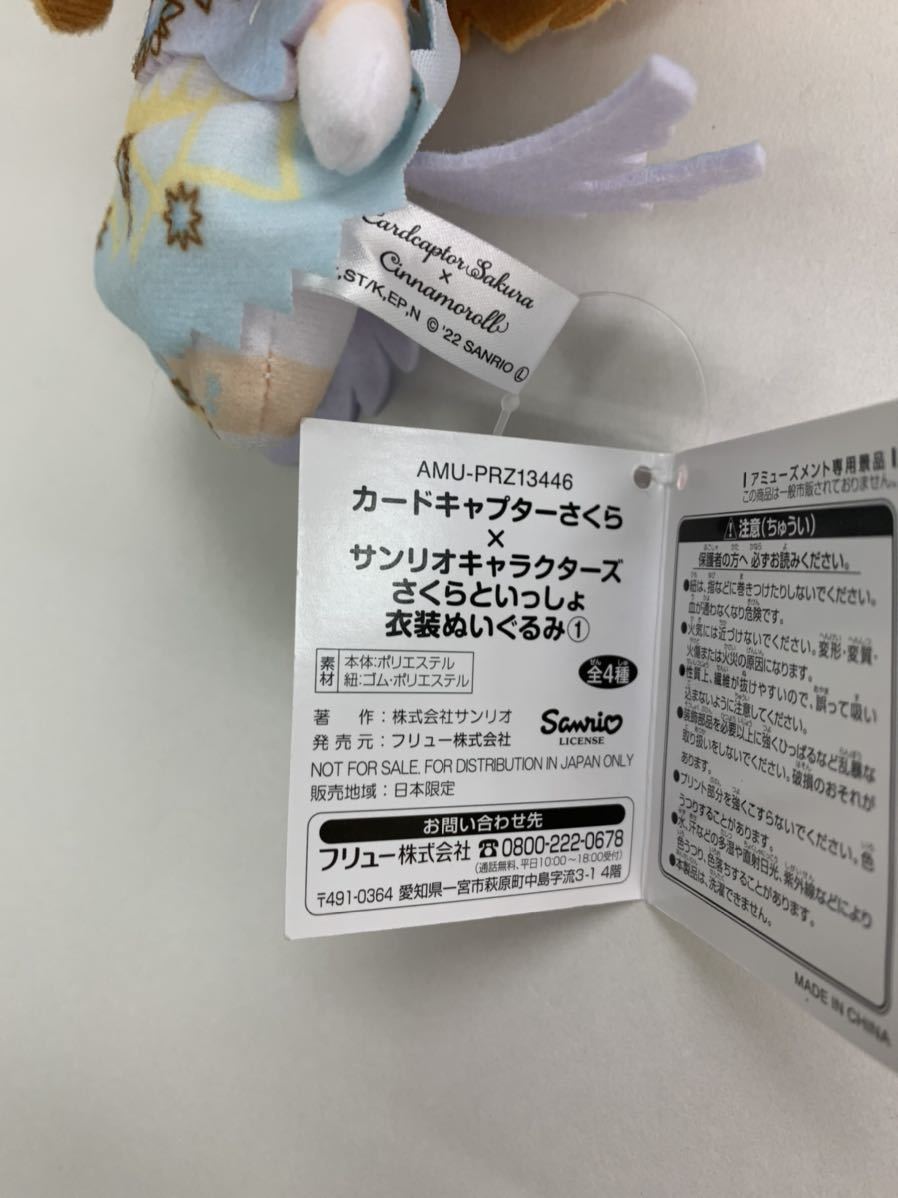 Cardcaptor Sakura
×
Cinnamoroll
,ST/K,EP,N © '22 SANRIO Ⓛ
AMU-PRZ13446
カードキャプターさくら
×
サンリオキャラクターズ
さくらといっしょ
衣装ぬいぐるみ①
素材
本体:ポリエステル
紐:ゴム・ポリエステル
ぜん しゅ
全4種
著 作:株式会社サンリオ
発売元:フリュー株式会社
Sanrio
LICENSE
NOT FOR SALE. FOR DISTRIBUTION IN JAPAN ONLY
販売地域:日本限定
お問い合わせ先
フリュー株式会社 ☎0800-222-0678
(通話無料、平日10:00〜18:00受付)
〒491-0364 愛知県一宮市萩原町中島字流3-1 4階
アミューズメント専用景品
この商品は一般市販されておりません。
⚠注意(ちゅうい)
保護者の方へ 必ずお読みください。
●紐は、指などに巻きつけたりしないでください。
血が通わなくなり危険です。
●火気には近づけないでください。変形・変質・
火傷または火災の原因になります。
●性質上、繊維が抜けやすいので、誤って吸い
込まないように注意してください。
●装飾部品を必要以上に強くひっぱるなど乱暴な
取り扱いをしないでください。破損のおそれが
あります。
●プリント部分を強くこすらないでください。色
うつりすることがあります。
●水、汗などの多湿や直射日光、紫外線などにより
色うつり、色落ちすることがあります。
●本製品は、洗濯できません。
MADE IN CHINA